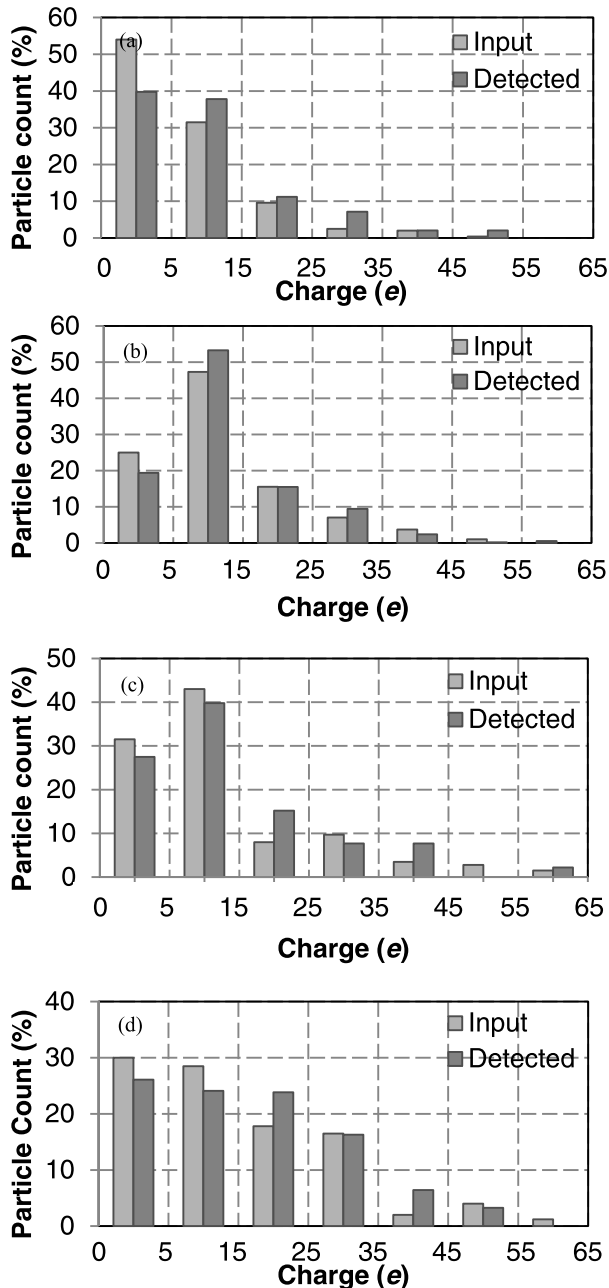 Particle count (%)
60
50
40
30
20
10
0
(a)
Input
Detected
0 5 15 25 35 45 55 65
Charge (e)
Particle count (%)
60
50
40
30
20
10
0
(b)
Input
Detected
0 5 15 25 35 45 55 65
Charge (e)
Particle count (%)
50
40
30
20
10
0
(c)
Input
Detected
0 5 15 25 35 45 55 65
Charge (e)
Particle Count (%)
40
30
20
10
0
(d)
Input
Detected
0 5 15 25 35 45 55 65
Charge (e)